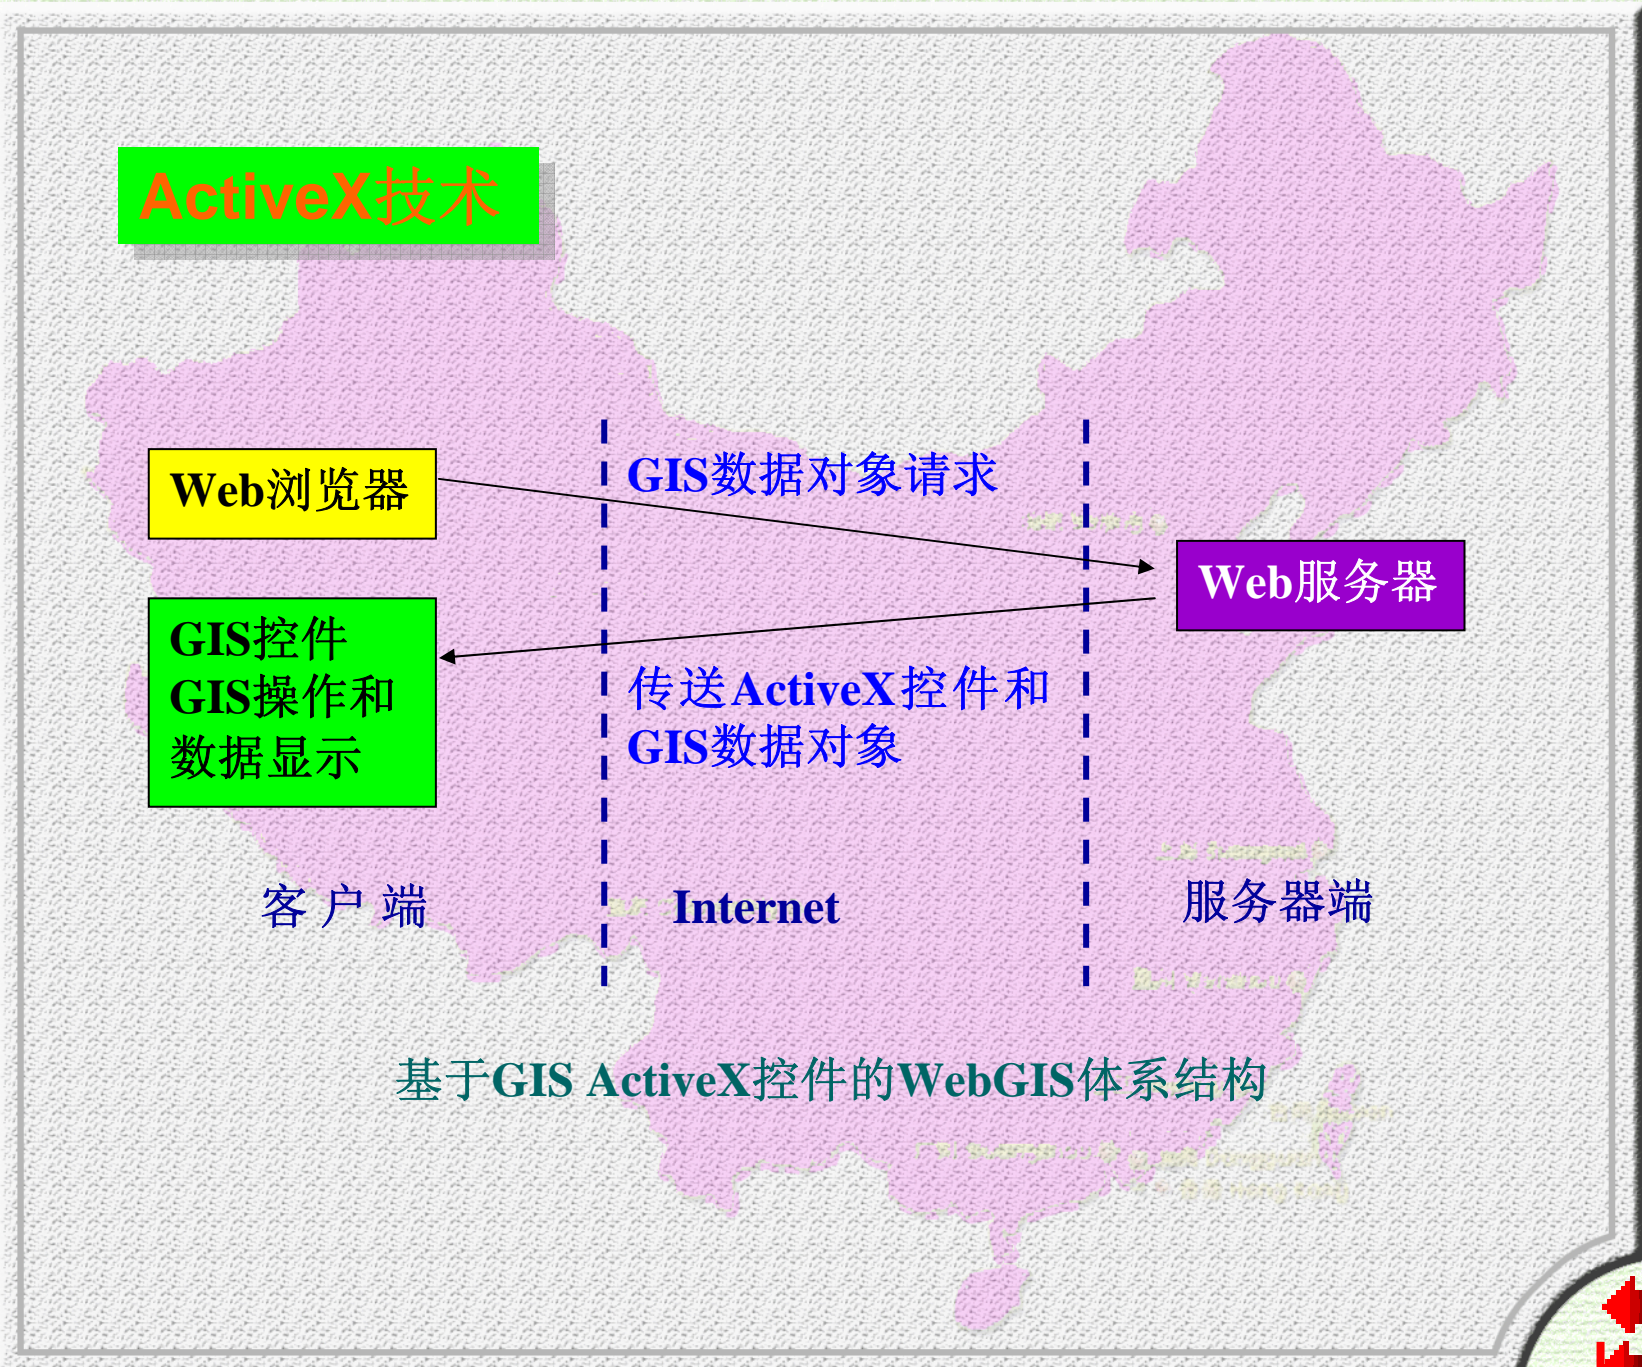 ActiveX技术
Web浏览器
GIS数据对象请求
Web服务器
GIS控件
GIS操作和
数据显示
传送ActiveX控件和
GIS数据对象
客 户 端
Internet
服务器端
基于GIS ActiveX控件的WebGIS体系结构